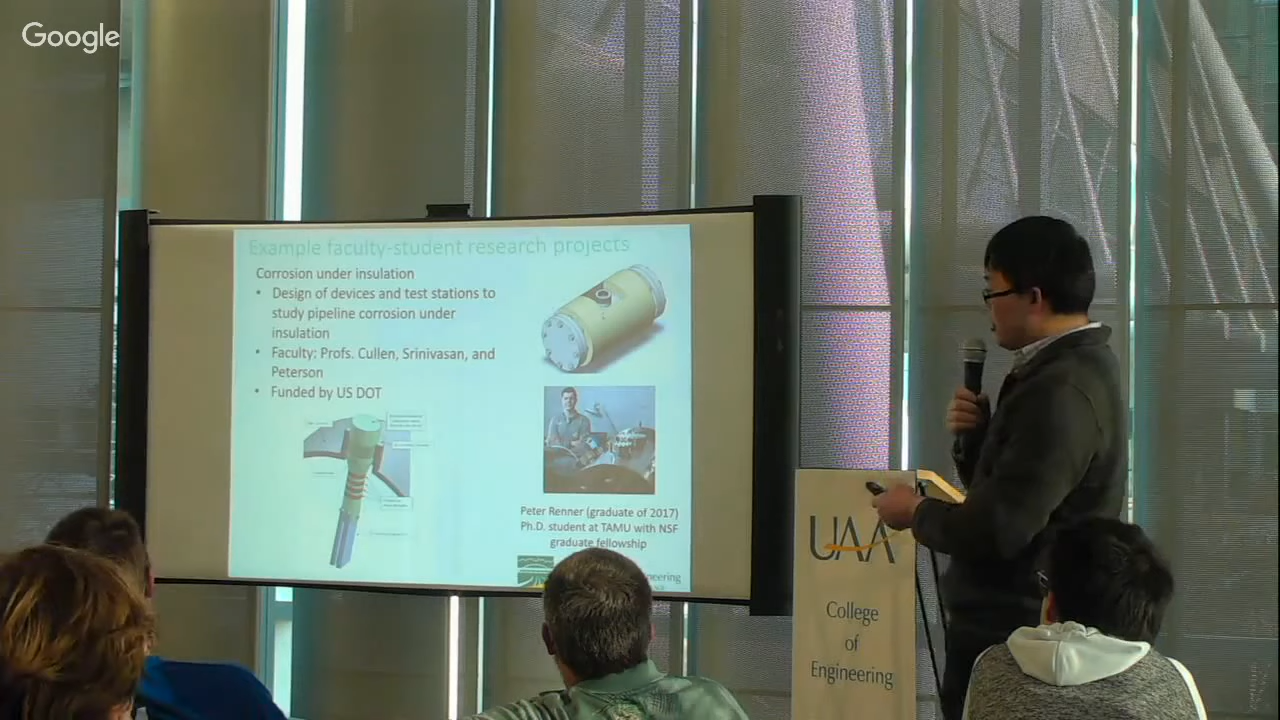 Google
Example faculty-student research projects
Corrosion under insulation
• Design of devices and test stations to
study pipeline corrosion under
insulation
• Faculty: Profs. Cullen, Srinivasan, and
Peterson
• Funded by US DOT
Peter Renner (graduate of 2017)
Ph.D. student at TAMU with NSF
graduate fellowship
UAA
College
of
Engineering